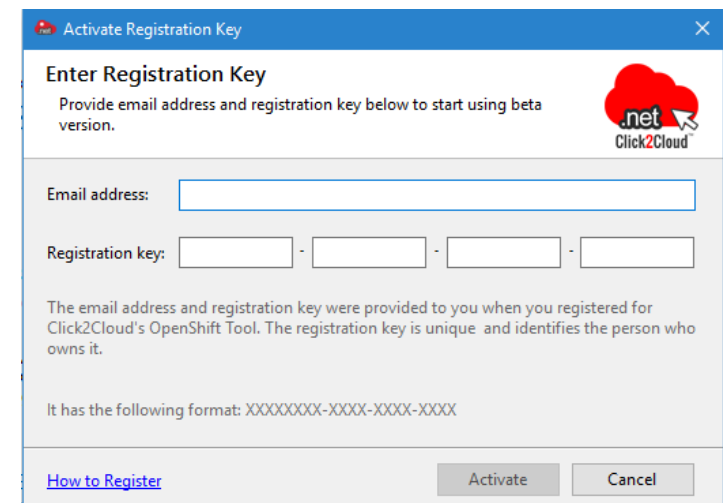 Activate Registration Key
Enter Registration Key
Provide email address and registration key below to start using beta
version.
.net
Click2Cloud
Email address:
Registration key: - - -
The email address and registration key were provided to you when you registered for
Click2Cloud's OpenShift Tool. The registration key is unique  and identifies the person who
owns it.
It has the following format: XXXXXXXX-XXXX-XXXX-XXXX
How to Register Activate Cancel